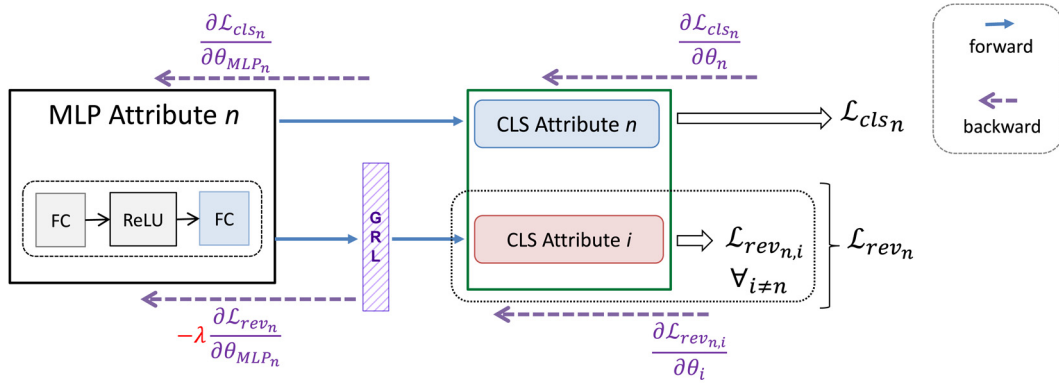 ∂ℒ_{cls_n} / ∂θ_{MLP_n}
∂ℒ_{cls_n} / ∂θ_n
forward
backward
MLP Attribute n
CLS Attribute n
ℒ_{cls_n}
FC
ReLU
FC
GRL
CLS Attribute i
ℒ_{rev_{n,i}}
∀_{i≠n}
ℒ_{rev_n}
-λ ∂ℒ_{rev_n} / ∂θ_{MLP_n}
∂ℒ_{rev_{n,i}} / ∂θ_i